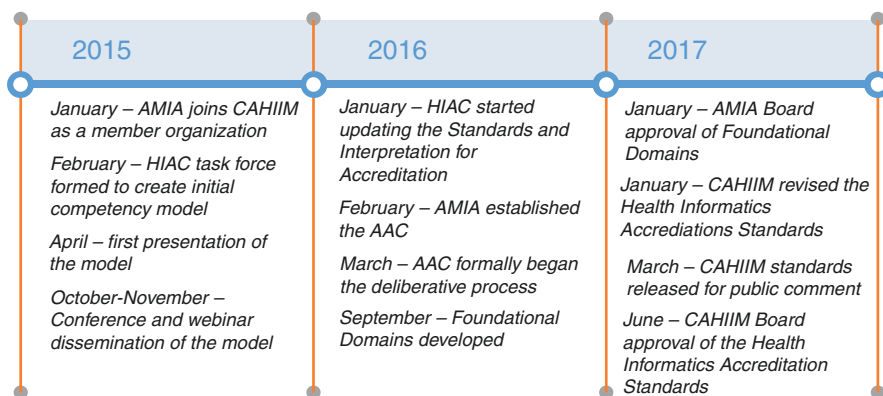 2015
January – AMIA joins CAHIIM
as a member organization
February – HIAC task force
formed to create initial
competency model
April – first presentation of
the model
October-November –
Conference and webinar
dissemination of the model
2016
January – HIAC started
updating the Standards and
Interpretation for
Accreditation
February – AMIA established
the AAC
March – AAC formally began
the deliberative process
September – Foundational
Domains developed
2017
January – AMIA Board
approval of Foundational
Domains
January – CAHIIM revised the
Health Informatics
Accrediations Standards
March – CAHIIM standards
released for public comment
June – CAHIIM Board
approval of the Health
Informatics Accreditation
Standards